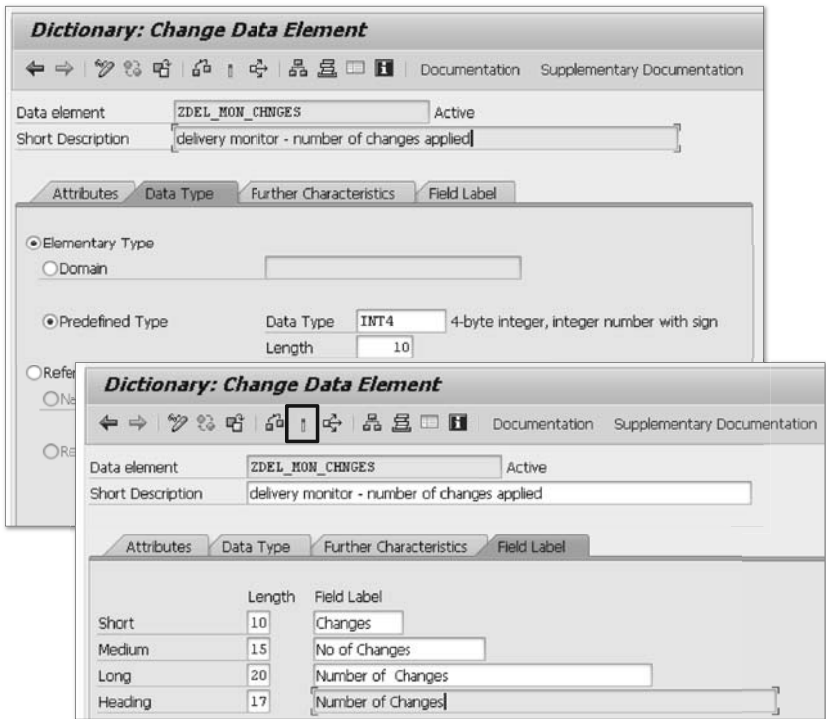 Dictionary: Change Data Element
Documentation Supplementary Documentation
Data element ZDEL_MON_CHNGES Active
Short Description delivery monitor - number of changes applied
Attributes Data Type Further Characteristics Field Label
Elementary Type
Domain
Predefined Type Data Type INT4 4-byte integer, integer number with sign
Length 10
Refer
Ne
Re
Dictionary: Change Data Element
Documentation Supplementary Documentation
Data element ZDEL_MON_CHNGES Active
Short Description delivery monitor - number of changes applied
Attributes Data Type Further Characteristics Field Label
Length Field Label
Short 10 Changes
Medium 15 No of Changes
Long 20 Number of  Changes
Heading 17 Number of Changes